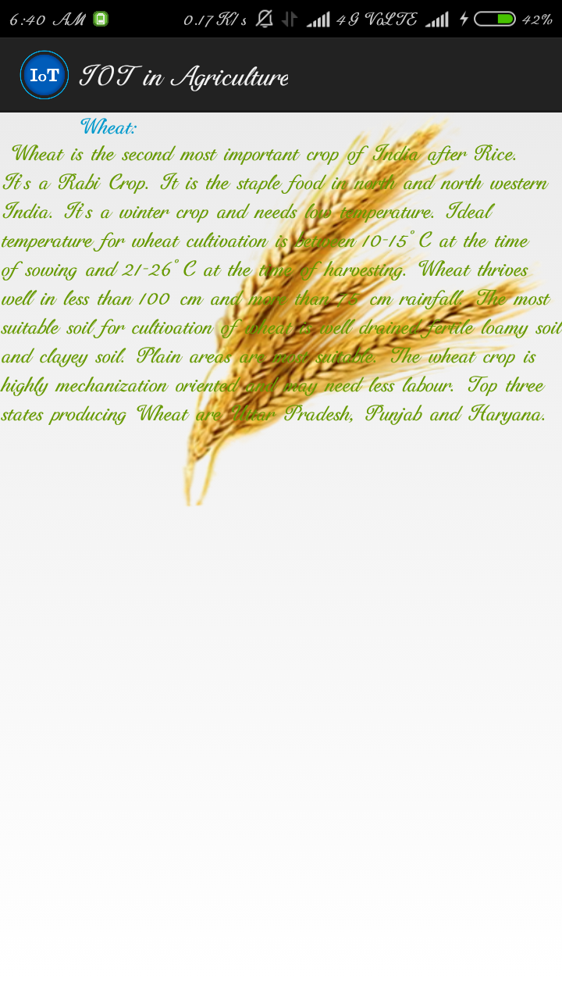 6:40 AM 0.17 K/s 4G VoLTE 42%
IoT IOT in Agriculture
Wheat:
Wheat is the second most important crop of India after Rice.
It's a Rabi Crop. It is the staple food in north and north western
India. It's a winter crop and needs low temperature. Ideal
temperature for wheat cultivation is between 10-15°C at the time
of sowing and 21-26°C at the time of harvesting. Wheat thrives
well in less than 100 cm and more than 75 cm rainfall. The most
suitable soil for cultivation of wheat is well drained fertile loamy soil
and clayey soil. Plain areas are most suitable. The wheat crop is
highly mechanization oriented and may need less labour. Top three
states producing Wheat are Uttar Pradesh, Punjab and Haryana.